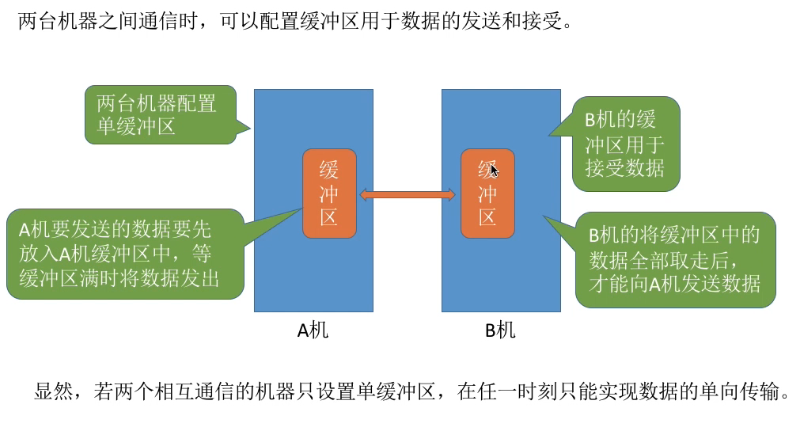 两台机器之间通信时，可以配置缓冲区用于数据的发送和接受。
两台机器配置
单缓冲区
B机的缓
冲区用于
接受数据
缓
冲
区
缓
冲
区
A机要发送的数据要先
放入A机缓冲区中，等
缓冲区满时将数据发出
B机的将缓冲区中的
数据全部取走后，
才能向A机发送数据
A机
B机
显然，若两个相互通信的机器只设置单缓冲区，在任一时刻只能实现数据的单向传输。